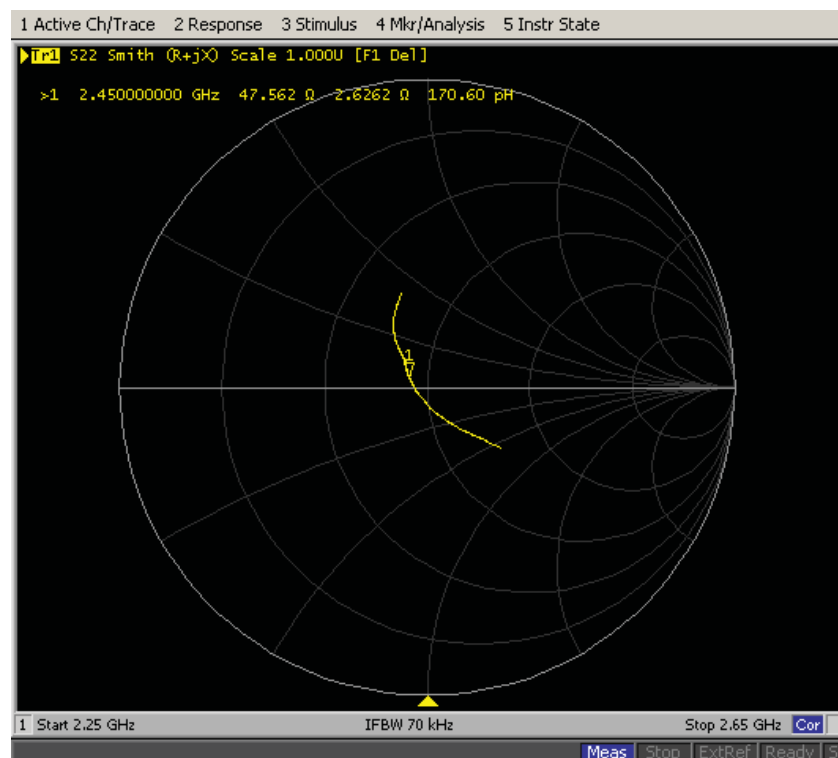 1 Active Ch/Trace 2 Response 3 Stimulus 4 Mkr/Analysis 5 Instr State
Tr1 S22 Smith (R+jX) Scale 1.000U [F1 Del]
>1 2.450000000 GHz 47.562 Ω 2.6262 Ω 170.60 pH
1
1 Start 2.25 GHz IFBW 70 kHz Stop 2.65 GHz Cor
Meas Stop ExtRef Ready